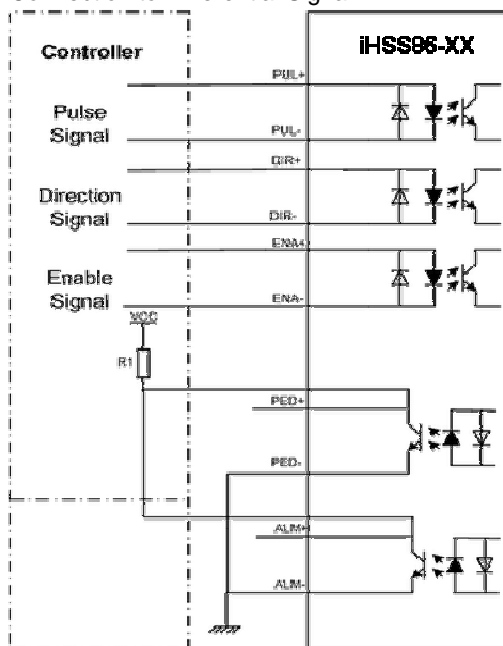 Controller
iHSS86-XX
PUL+
Pulse
Signal
PUL-
DIR+
Direction
Signal
DIR-
ENA+
Enable
Signal
ENA-
VCC
R1
PED+
PED-
ALM+
ALM-